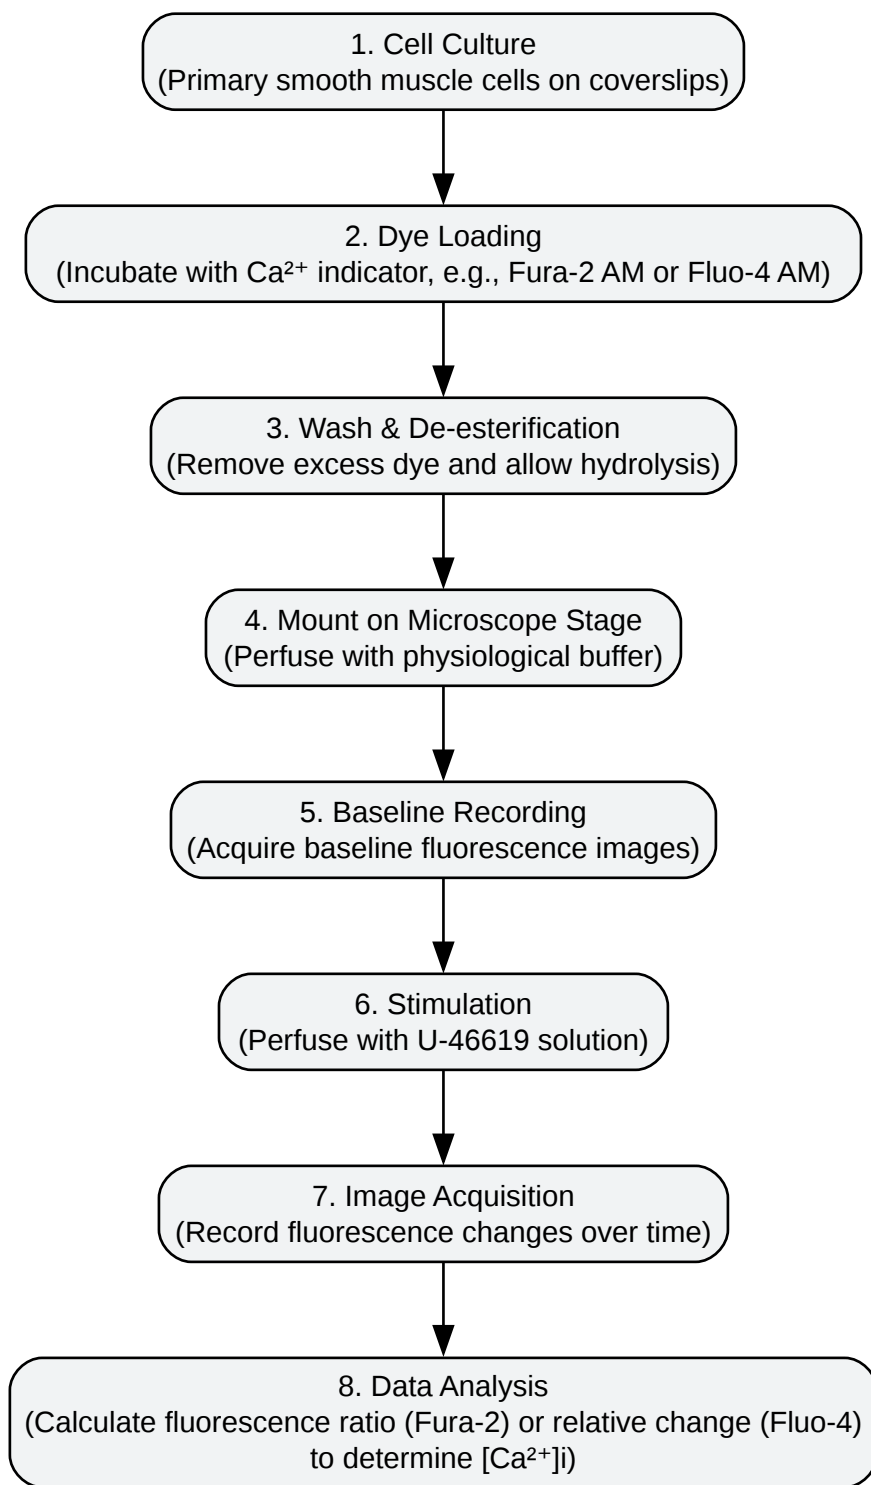 1. Cell Culture
(Primary smooth muscle cells on coverslips)
2. Dye Loading
(Incubate with Ca²⁺ indicator, e.g., Fura-2 AM or Fluo-4 AM)
3. Wash & De-esterification
(Remove excess dye and allow hydrolysis)
4. Mount on Microscope Stage
(Perfuse with physiological buffer)
5. Baseline Recording
(Acquire baseline fluorescence images)
6. Stimulation
(Perfuse with U-46619 solution)
7. Image Acquisition
(Record fluorescence changes over time)
8. Data Analysis
(Calculate fluorescence ratio (Fura-2) or relative change (Fluo-4)
to determine [Ca²⁺]i)